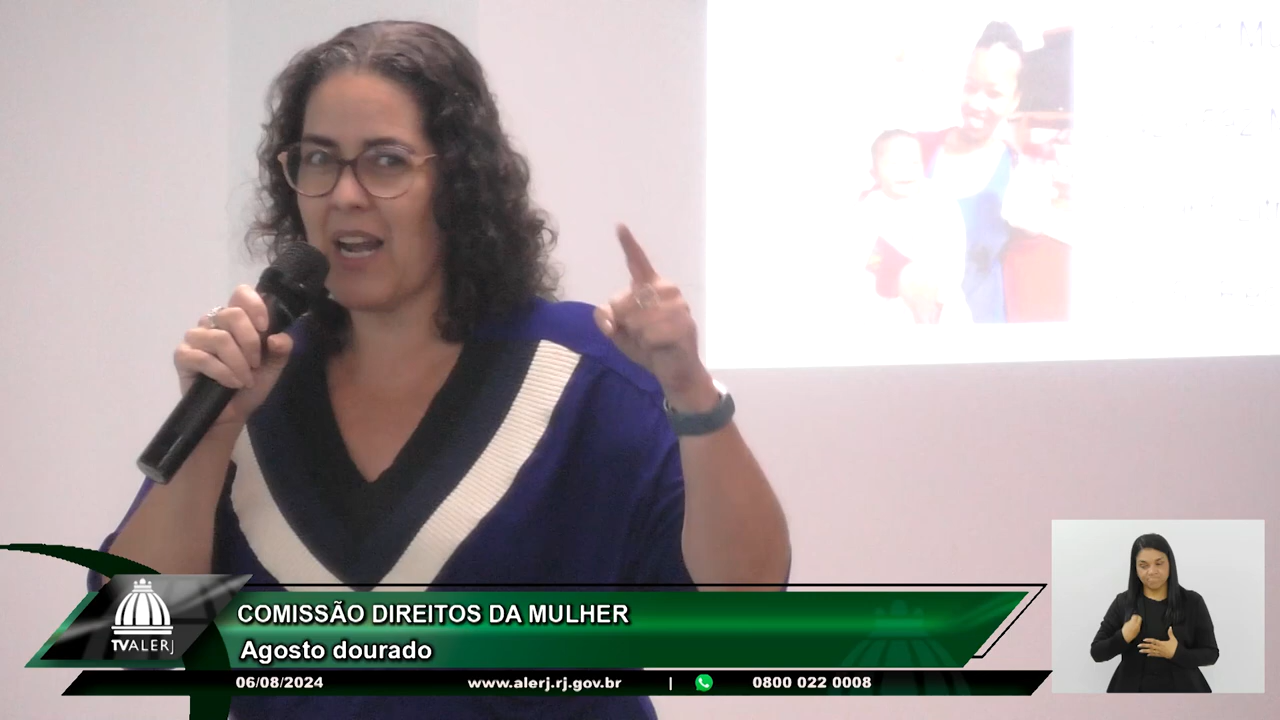 COMISSÃO DIREITOS DA MULHER
TVALERJ
Agosto dourado
06/08/2024
www.alerj.rj.gov.br
|
0800 022 0008